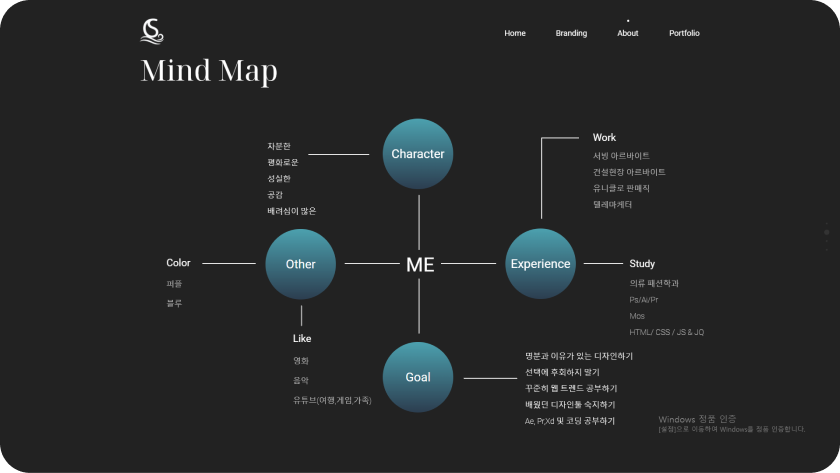 Home Branding About Portfolio
Mind Map
Character
차분한
평화로운
성실한
공감
배려심이 많은
Work
서빙 아르바이트
건설현장 아르바이트
유니클로 판매직
텔레마케터
Color
퍼플
블루
Other
ME
Experience
Study
의류 패션학과
Ps/Ai/Pr
Mos
HTML/ CSS / JS & JQ
Like
영화
음악
유튜브(여행,게임,가족)
Goal
명분과 이유가 있는 디자인하기
선택에 후회하지 말기
꾸준히 웹 트렌드 공부하기
배웠던 디자인툴 숙지하기
Ae, Pr,Xd 및 코딩 공부하기
Windows 정품 인증
[설정]으로 이동하여 Windows를 정품 인증합니다.